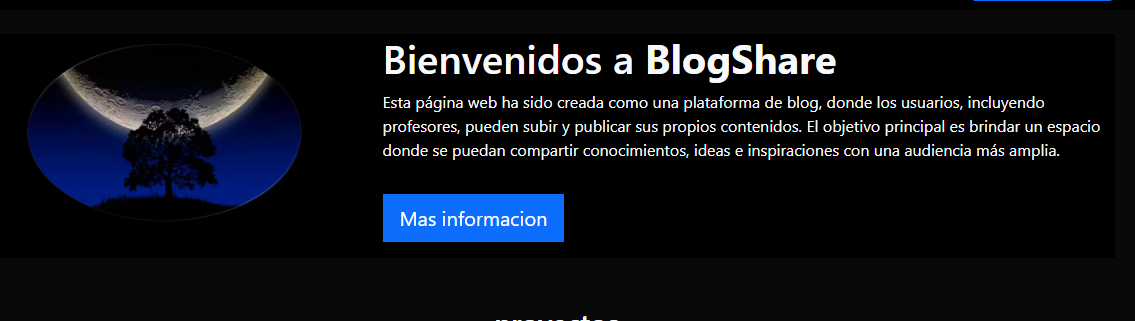 Bienvenidos a BlogShare
Esta página web ha sido creada como una plataforma de blog, donde los usuarios, incluyendo
profesores, pueden subir y publicar sus propios contenidos. El objetivo principal es brindar un espacio
donde se puedan compartir conocimientos, ideas e inspiraciones con una audiencia más amplia.
Mas informacion
proyectos